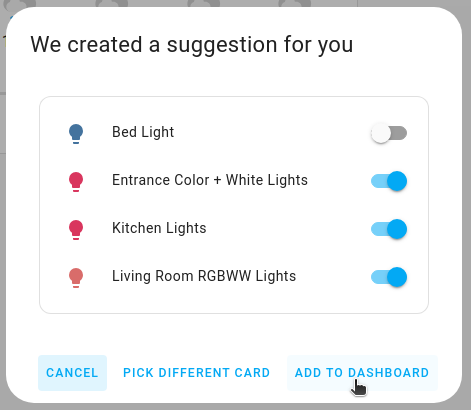 We created a suggestion for you
Bed Light
Entrance Color + White Lights
Kitchen Lights
Living Room RGBWW Lights
CANCEL PICK DIFFERENT CARD ADD TO DASHBOARD